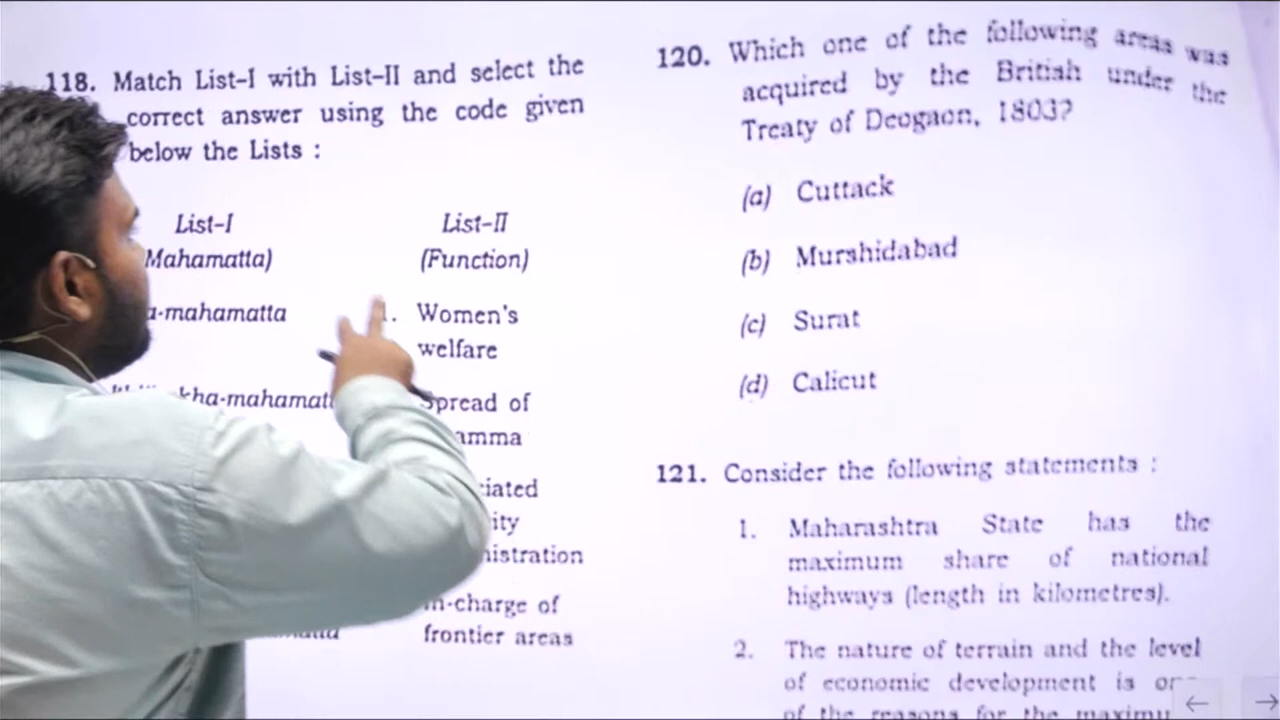 118. Match List–I with List–II and select the
correct answer using the code given
below the Lists :
List–I
List–II
Mahamatta)
(Function)
a-mahamatta
1. Women's
welfare
kha-mahamatt
Spread of
amma
ciated
ity
nistration
n-charge of
frontier areas
120. Which one of the following areas was
acquired by the British under the
Treaty of Deogaon, 1803?
(a) Cuttack
(b) Murshidabad
(c) Surat
(d) Calicut
121. Consider the following statements :
1. Maharashtra State has the
maximum share of national
highways (length in kilometres).
2. The nature of terrain and the level
of economic development is
of the reasons for the